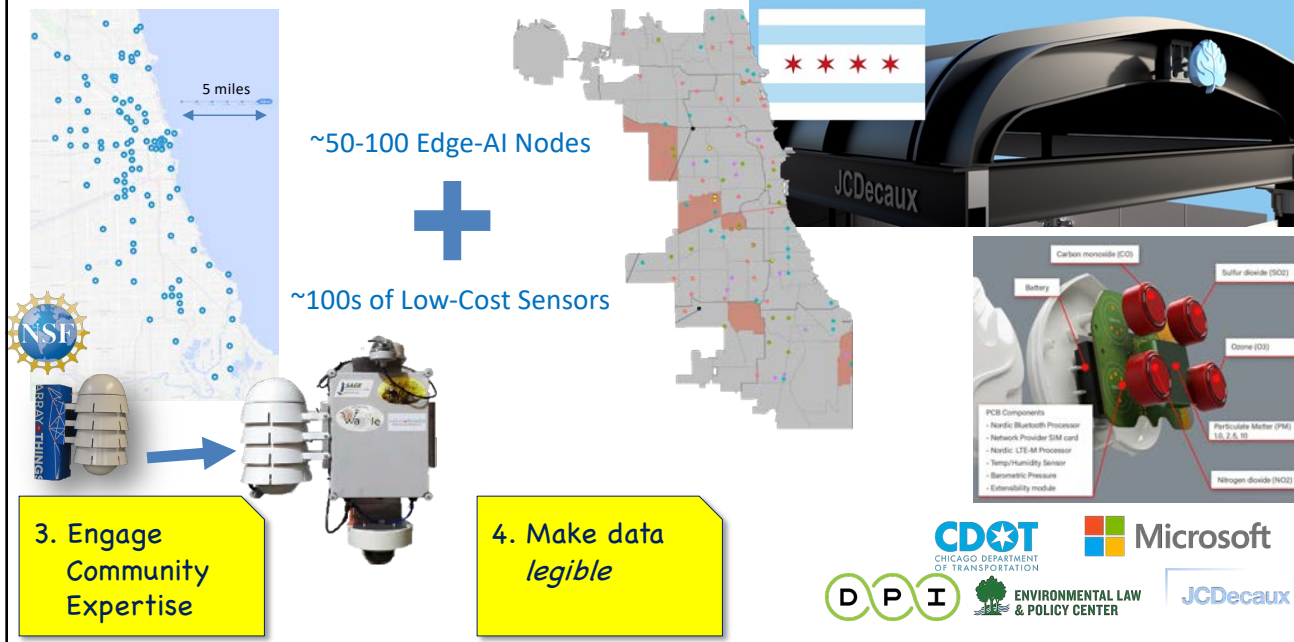 5 miles
~50-100 Edge-AI Nodes
~100s of Low-Cost Sensors
NSF
ARRAY
THINGS
SAGE
Waggle
3. Engage
Community
Expertise
4. Make data
legible
JCDecaux
Carbon monoxide (CO)
Sulfur dioxide (SO2)
Battery
Ozone (O3)
PCB Components
- Nordic Bluetooth Processor
- Network Provider SIM card
- Nordic LTE-M Processor
- Temp/Humidity Sensor
- Barometric Pressure
- Extensibility module
Particulate Matter (PM)
1.0, 2.5, 10
Nitrogen dioxide (NO2)
CDOT
CHICAGO DEPARTMENT
OF TRANSPORTATION
Microsoft
DPI
ENVIRONMENTAL LAW
& POLICY CENTER
JCDecaux